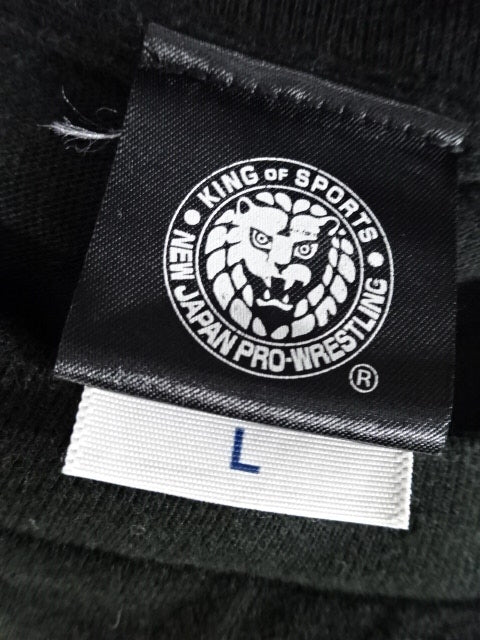 KING OF SPORTS
NEW JAPAN PRO-WRESTLING
®
L